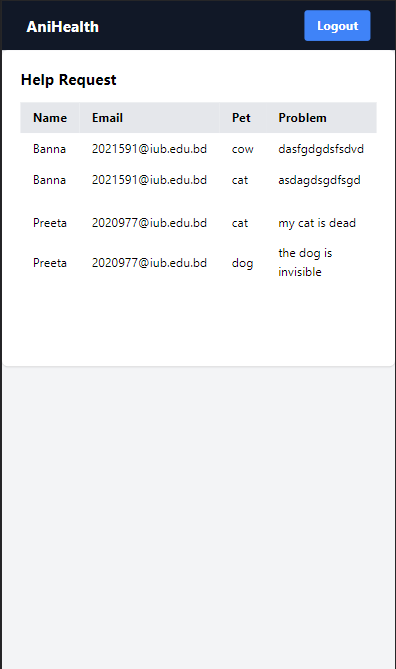 AniHealth Logout
Help Request
Name Email Pet Problem
Banna 2021591@iub.edu.bd cow dasfgdgdsfsdvd
Banna 2021591@iub.edu.bd cat asdagdsgdfsgd
Preeta 2020977@iub.edu.bd cat my cat is dead
Preeta 2020977@iub.edu.bd dog the dog is
invisible